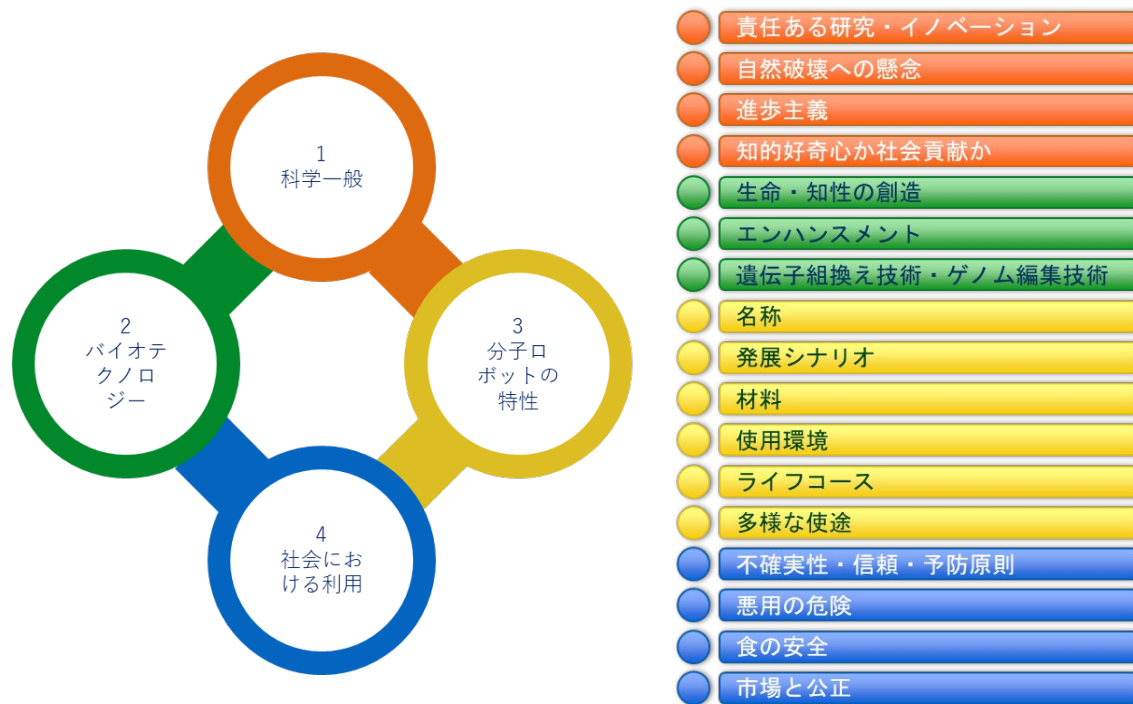 1
科学一般
2
バイオテ
クノロ
ジー
3
分子ロ
ボットの
特性
4
社会にお
ける利用
責任ある研究・イノベーション
自然破壊への懸念
進歩主義
知的好奇心か社会貢献か
生命・知性の創造
エンハンスメント
遺伝子組換え技術・ゲノム編集技術
名称
発展シナリオ
材料
使用環境
ライフコース
多様な使途
不確実性・信頼・予防原則
悪用の危険
食の安全
市場と公正